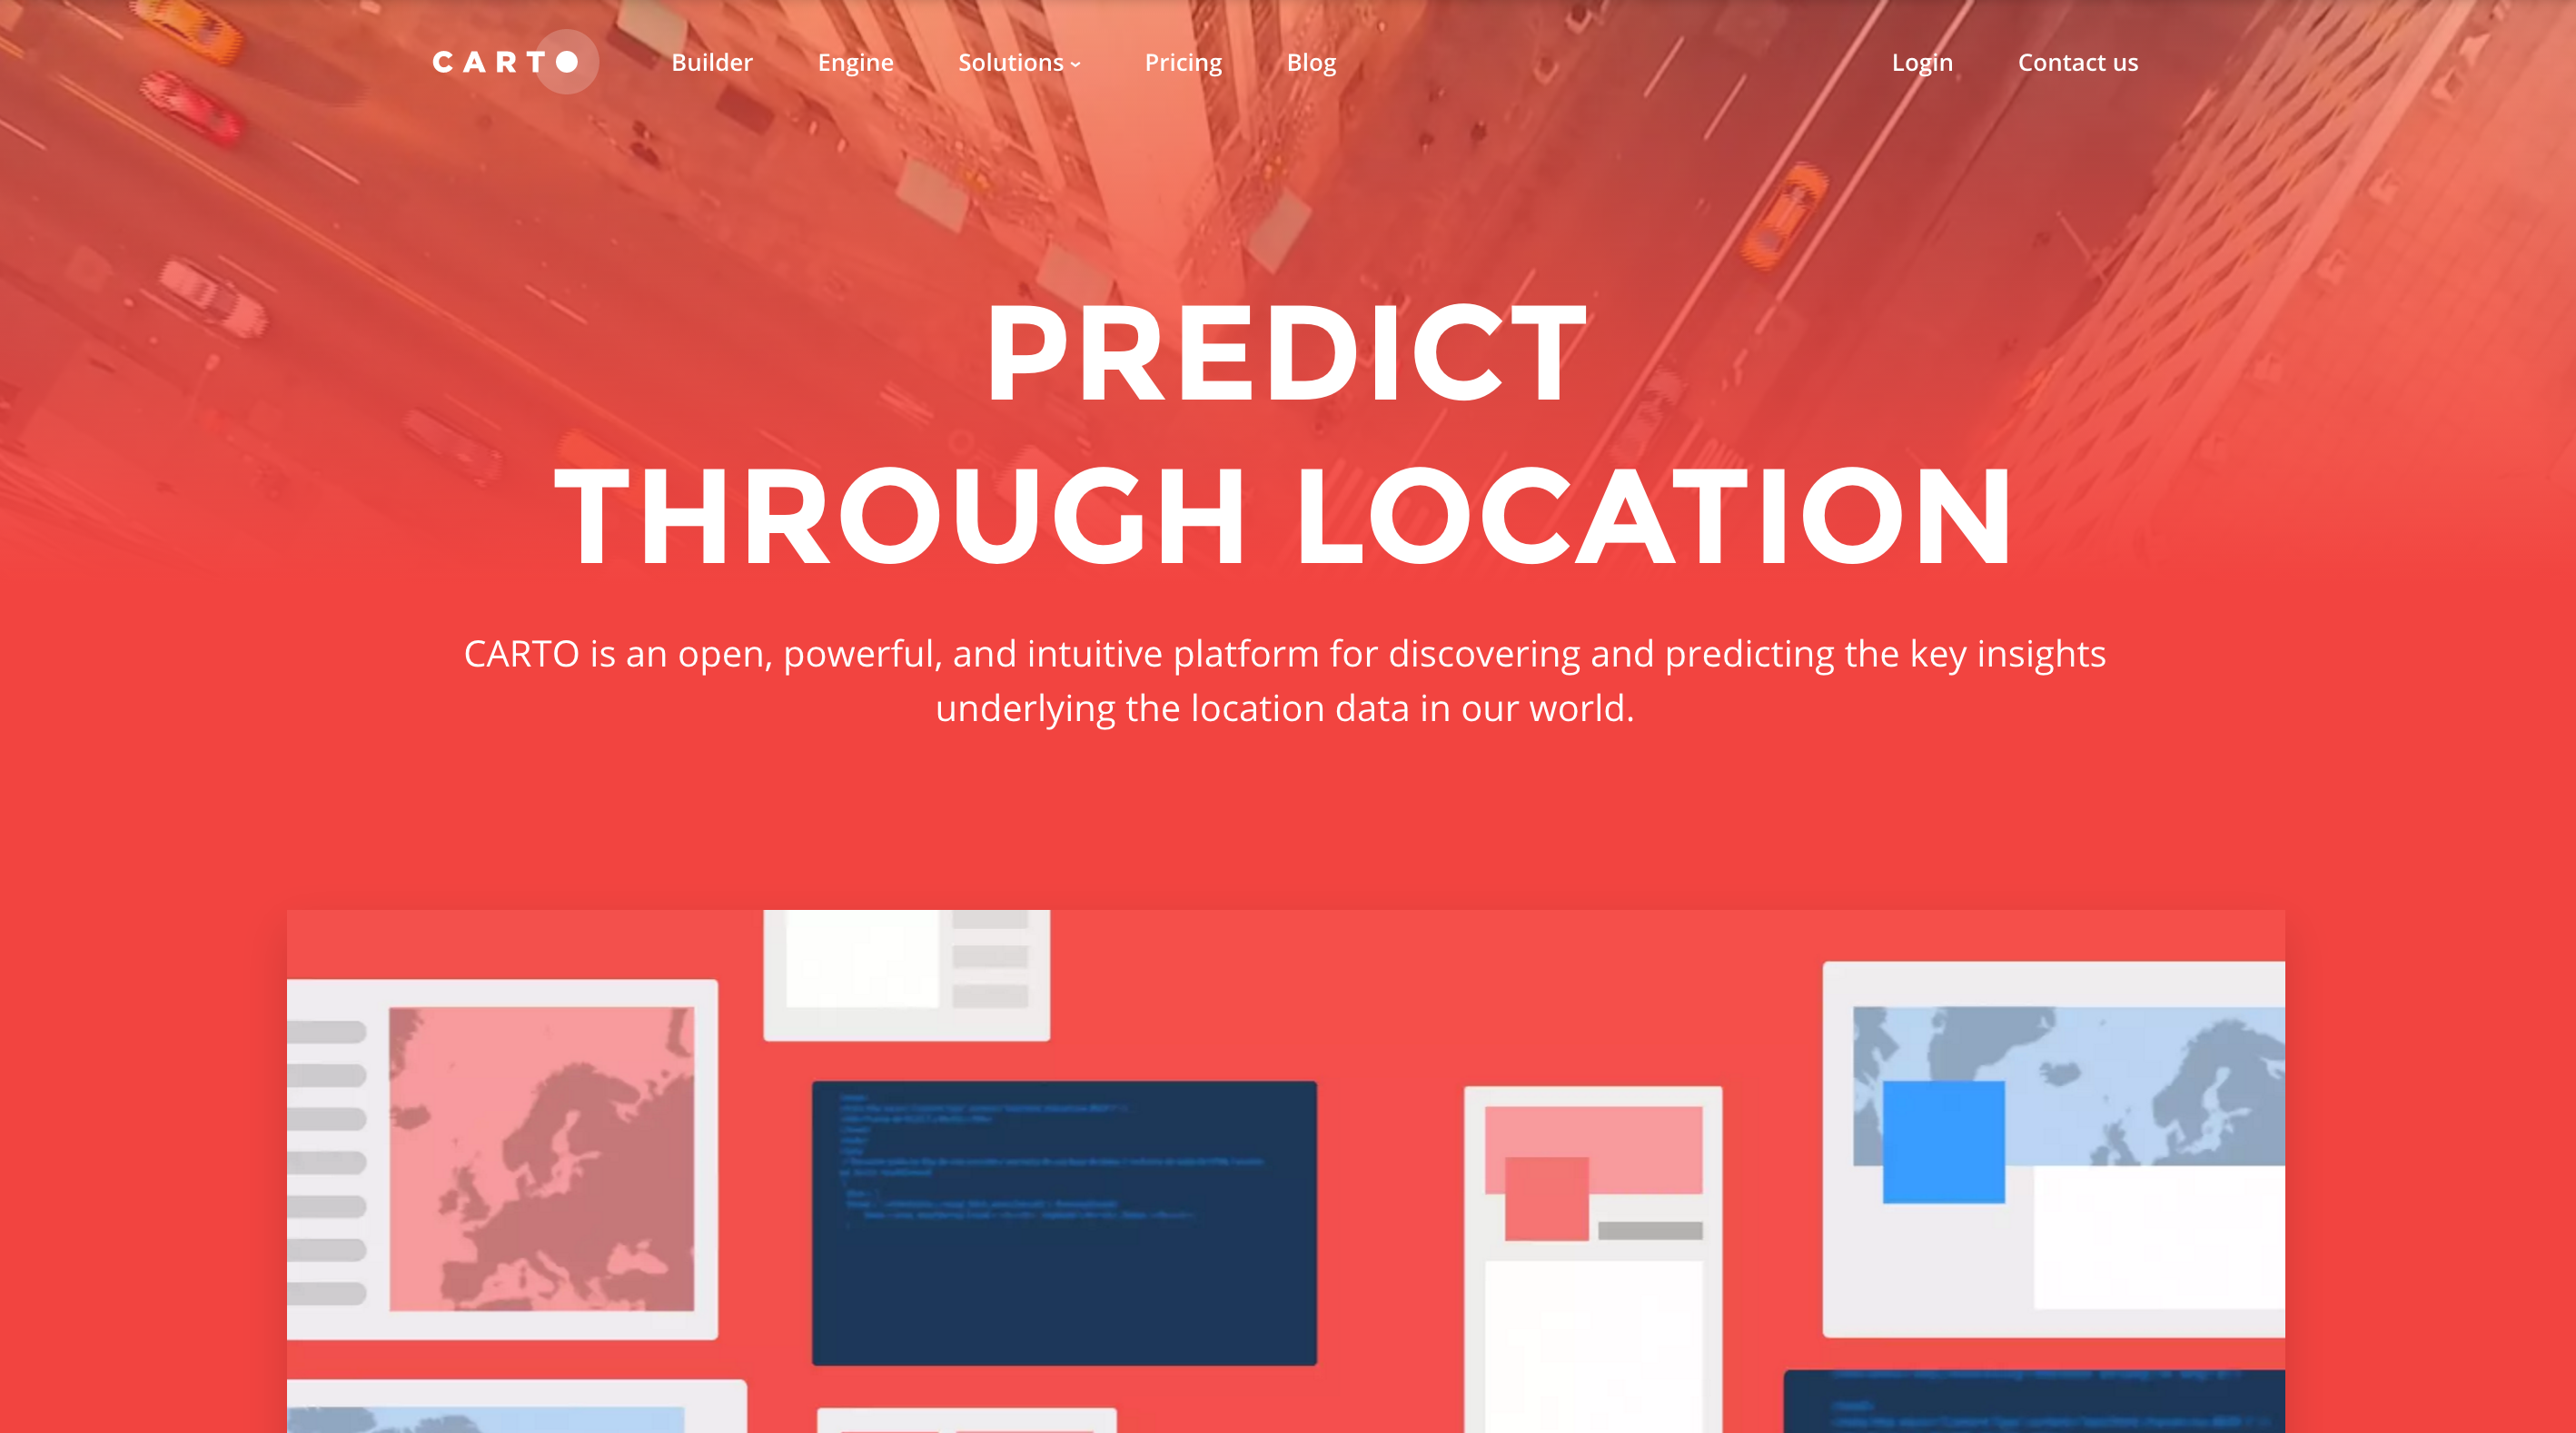 CARTO Builder Engine Solutions Pricing Blog Login Contact us
PREDICT
THROUGH LOCATION
CARTO is an open, powerful, and intuitive platform for discovering and predicting the key insights
underlying the location data in our world.